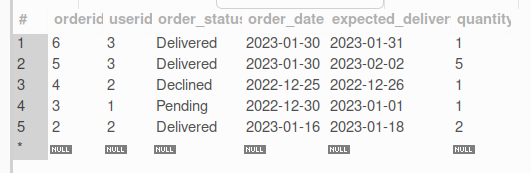 # orderid userid order_status order_date expected_deliver quantity
1 6 3 Delivered 2023-01-30 2023-01-31 1
2 5 3 Delivered 2023-01-30 2023-02-02 5
3 4 2 Declined 2022-12-25 2022-12-26 1
4 3 1 Pending 2022-12-30 2023-01-01 1
5 2 2 Delivered 2023-01-16 2023-01-18 2
* NULL NULL NULL NULL NULL NULL